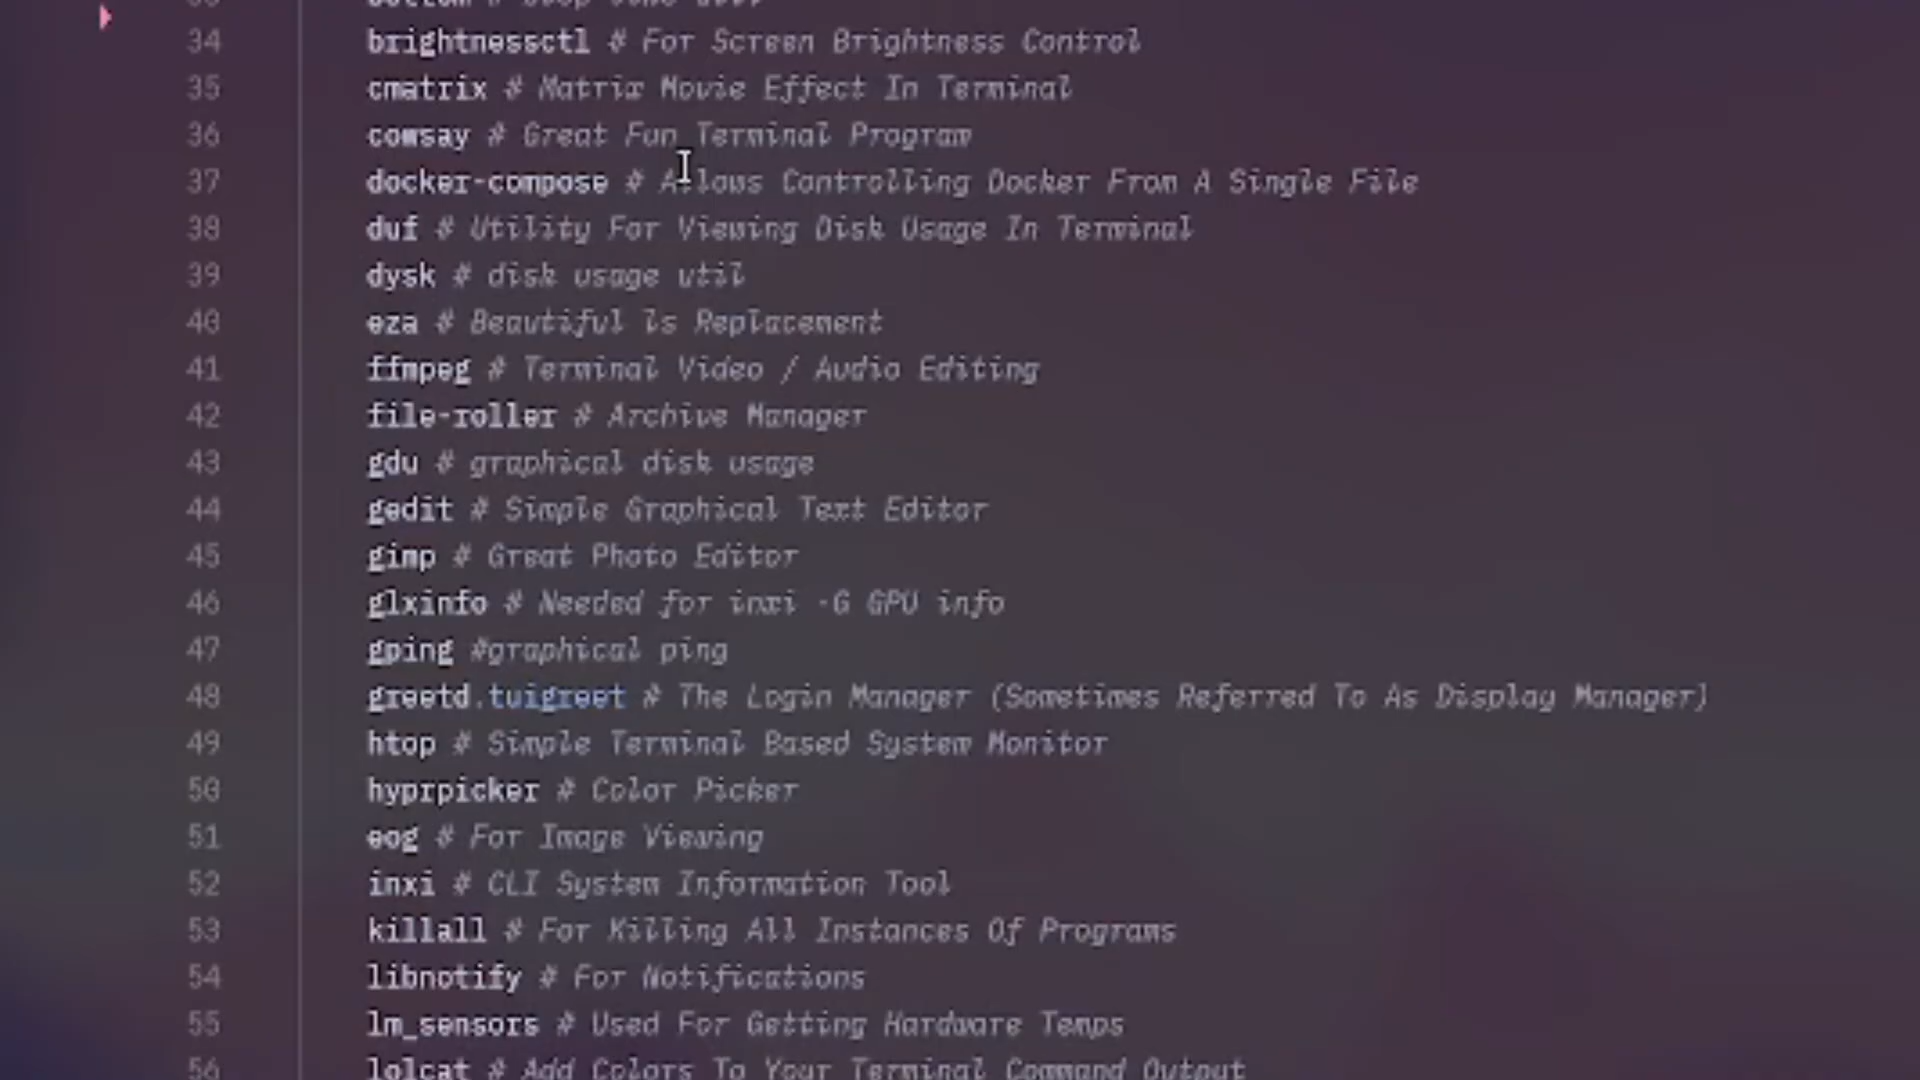 34 brightnessctl # For Screen Brightness Control
35 cmatrix # Matrix Movie Effect In Terminal
36 cowsay # Great Fun Terminal Program
37 docker-compose # Allows Controlling Docker From A Single File
38 duf # Utility For Viewing Disk Usage In Terminal
39 dysk # disk usage util
40 eza # Beautiful ls Replacement
41 ffmpeg # Terminal Video / Audio Editing
42 file-roller # Archive Manager
43 gdu # graphical disk usage
44 gedit # Simple Graphical Text Editor
45 gimp # Great Photo Editor
46 glxinfo # Needed for inxi -G GPU info
47 gping #graphical ping
48 greetd.tuigreet # The Login Manager (Sometimes Referred To As Display Manager)
49 htop # Simple Terminal Based System Monitor
50 hyprpicker # Color Picker
51 eog # For Image Viewing
52 inxi # CLI System Information Tool
53 killall # For Killing All Instances Of Programs
54 libnotify # For Notifications
55 lm_sensors # Used For Getting Hardware Temps
56 lolcat # Add Colors To Your Terminal Command Output